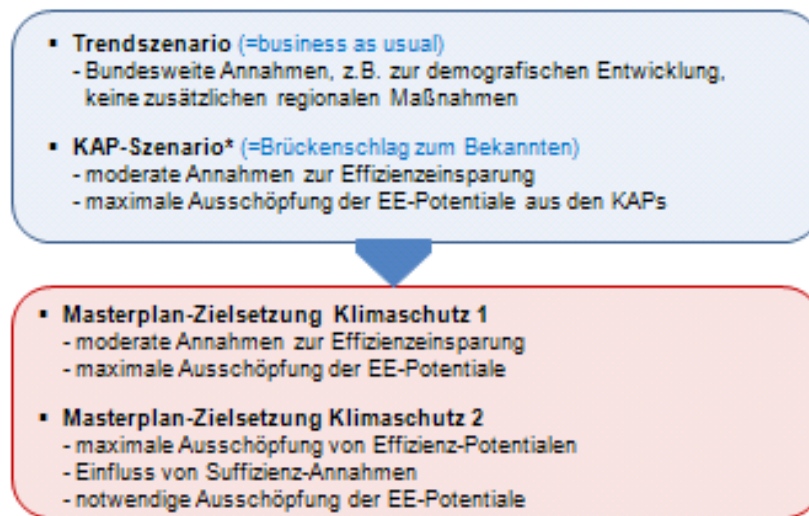 ▪ Trendszenario (=business as usual)
- Bundesweite Annahmen, z.B. zur demografischen Entwicklung,
keine zusätzlichen regionalen Maßnahmen
▪ KAP-Szenario* (=Brückenschlag zum Bekannten)
- moderate Annahmen zur Effizienzeinsparung
- maximale Ausschöpfung der EE-Potentiale aus den KAPs
▪ Masterplan-Zielsetzung Klimaschutz 1
- moderate Annahmen zur Effizienzeinsparung
- maximale Ausschöpfung der EE-Potentiale
▪ Masterplan-Zielsetzung Klimaschutz 2
- maximale Ausschöpfung von Effizienz-Potentialen
- Einfluss von Suffizienz-Annahmen
- notwendige Ausschöpfung der EE-Potentiale